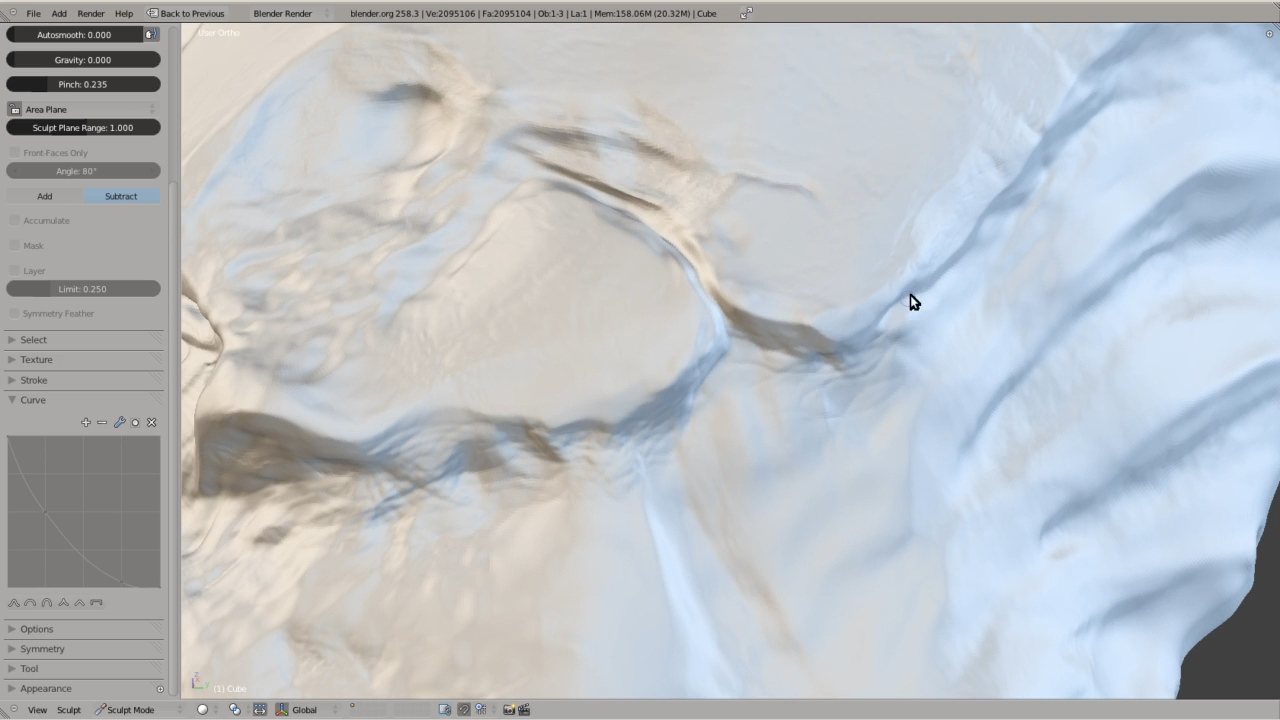 File Add Render Help Back to Previous Blender Render blender.org 258.3 | Ve:2095106 | Fa:2095104 | Ob:1-3 | La:1 | Mem:158.06M (20.32M) | Cube
User Ortho
Autosmooth: 0.000
Gravity: 0.000
Pinch: 0.235
Area Plane
Sculpt Plane Range: 1.000
Front-Faces Only
Angle: 80°
Add Subtract
Accumulate
Mask
Layer
Limit: 0.250
Symmetry Feather
Select
Texture
Stroke
Curve
Options
Symmetry
Tool
Appearance
(1) Cube
View Sculpt Sculpt Mode Global